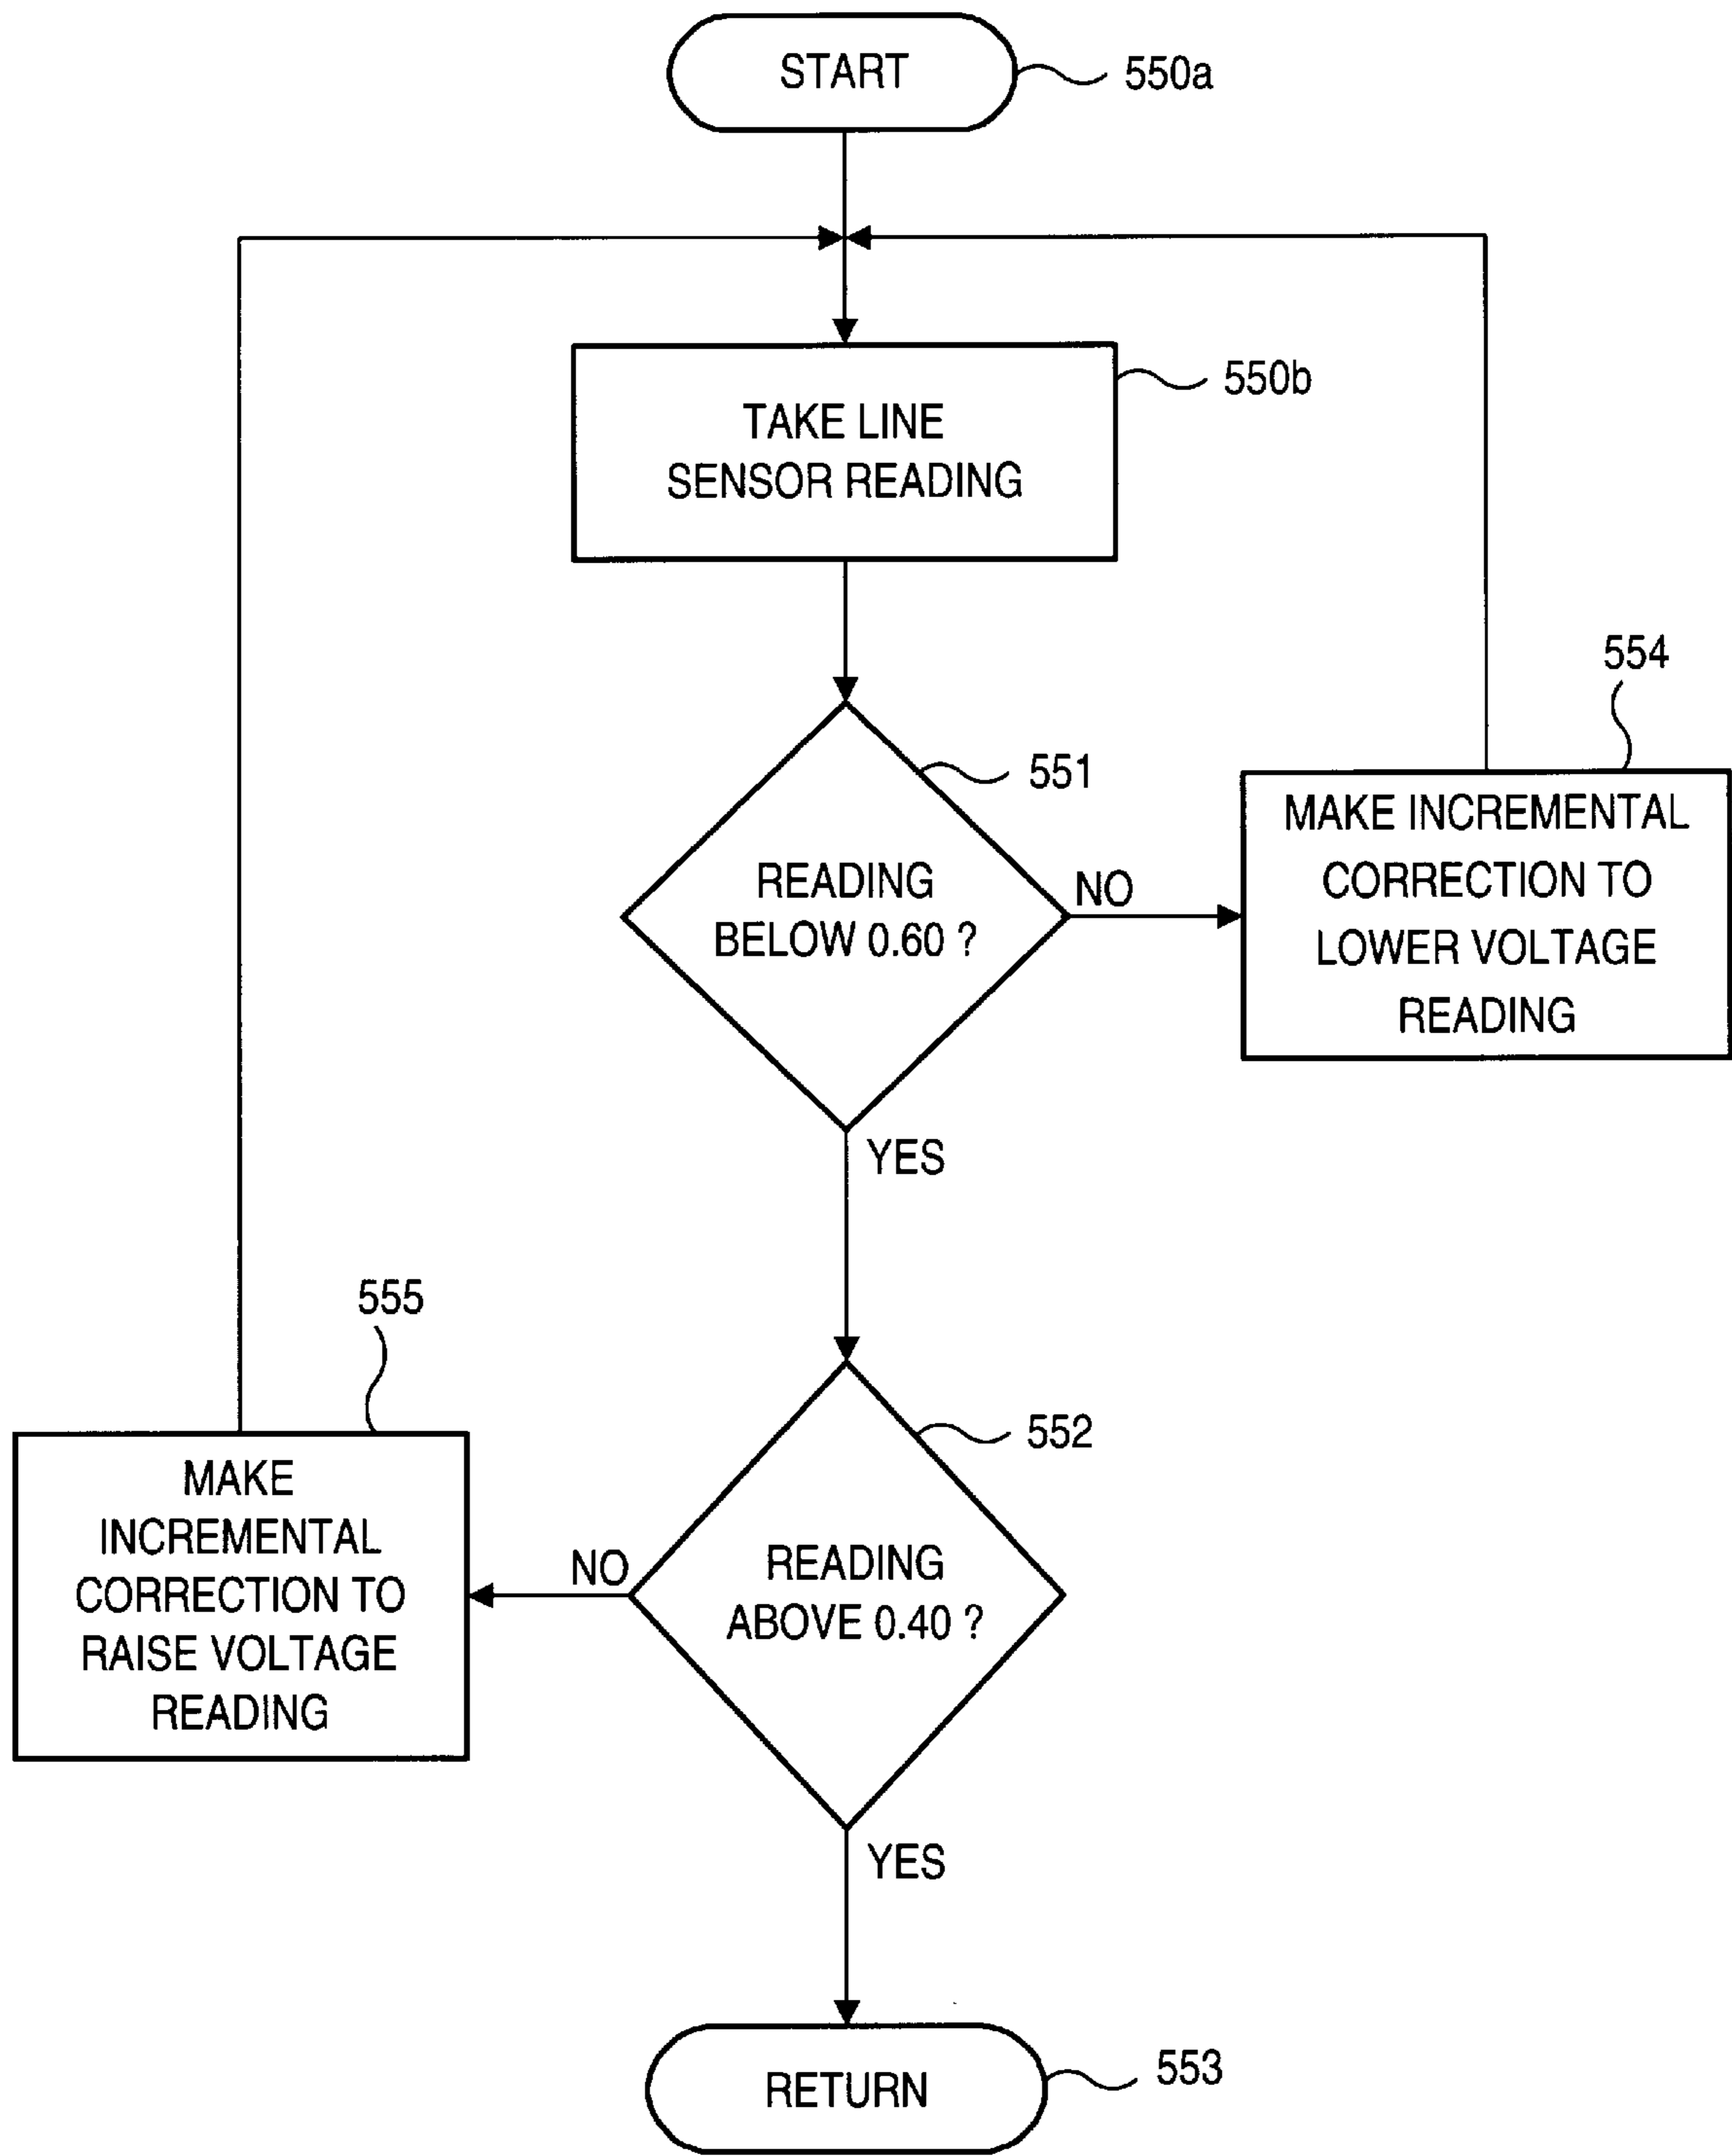 START
550a
550b
TAKE LINE
SENSOR READING
554
551
MAKE INCREMENTAL
CORRECTION TO
LOWER VOLTAGE
READING
READING
BELOW 0.60 ?
NO
YES
555
552
MAKE
INCREMENTAL
CORRECTION TO
RAISE VOLTAGE
READING
NO
READING
ABOVE 0.40 ?
YES
553
RETURN